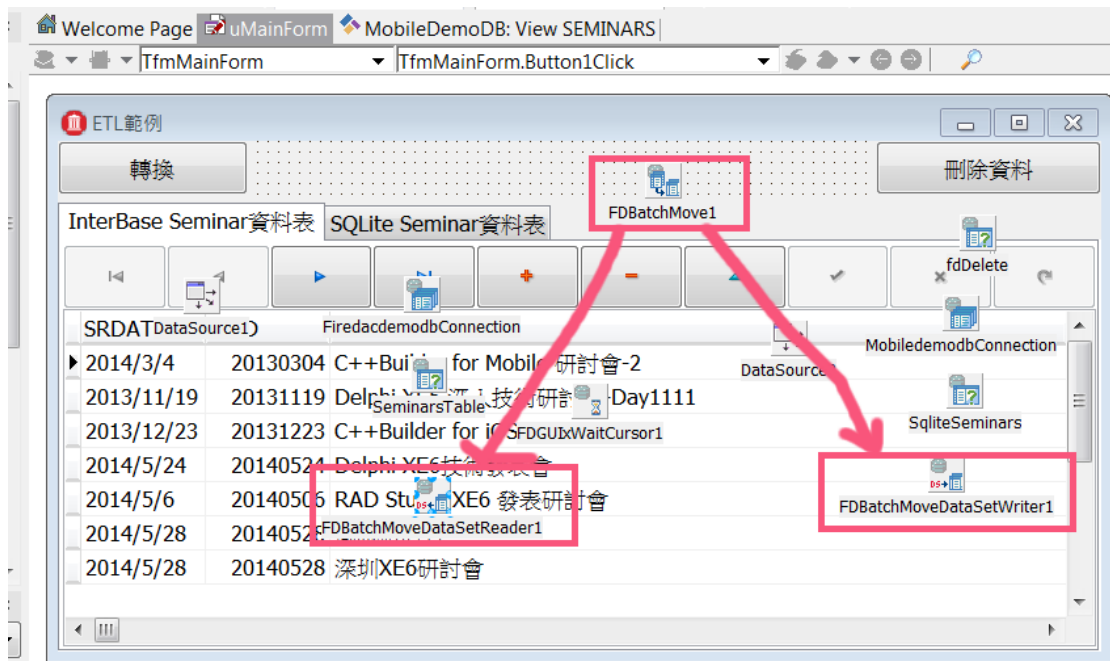 Welcome Page uMainForm MobileDemoDB: View SEMINARS
TfmMainForm TfmMainForm.Button1Click
ETL範例
轉換 刪除資料
FDBatchMove1
InterBase Seminar資料表 SQLite Seminar資料表
fdDelete
SRDAT DataSource1 FiredacdemodbConnection
MobiledemodbConnection
2014/3/4 20130304 C++Builder for Mobile 研討會-2
DataSource2
2013/11/19 20131119 Delphi 技術研討 -Day1111
SeminarsTable
SqliteSeminars
2013/12/23 20131223 C++Builder for iOS FDGUIxWaitCursor1
2014/5/24 20140524 Delphi XE6技術發表會
2014/5/6 20140506 RAD Studio XE6 發表研討會
FDBatchMoveDataSetWriter1
2014/5/28 20140528 FDBatchMoveDataSetReader1
2014/5/28 20140528 深圳XE6研討會